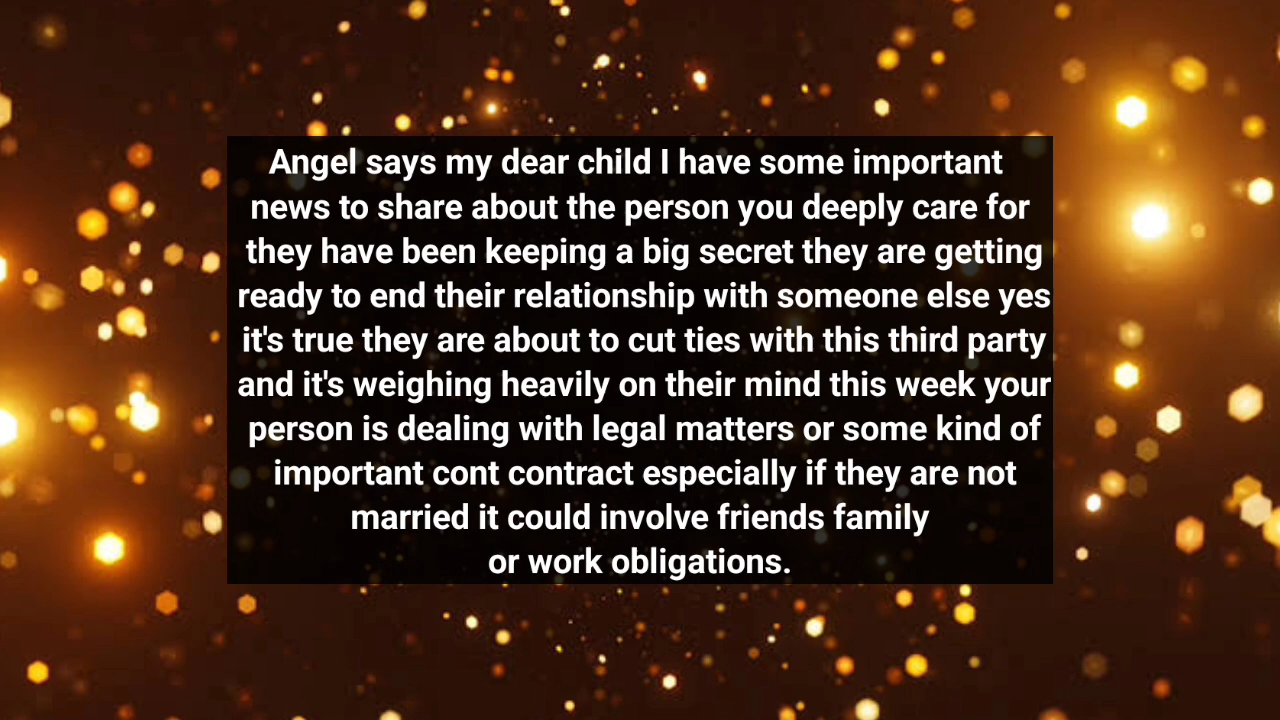 Angel says my dear child I have some important
news to share about the person you deeply care for
they have been keeping a big secret they are getting
ready to end their relationship with someone else yes
it's true they are about to cut ties with this third party
and it's weighing heavily on their mind this week your
person is dealing with legal matters or some kind of
important cont contract especially if they are not
married it could involve friends family
or work obligations.